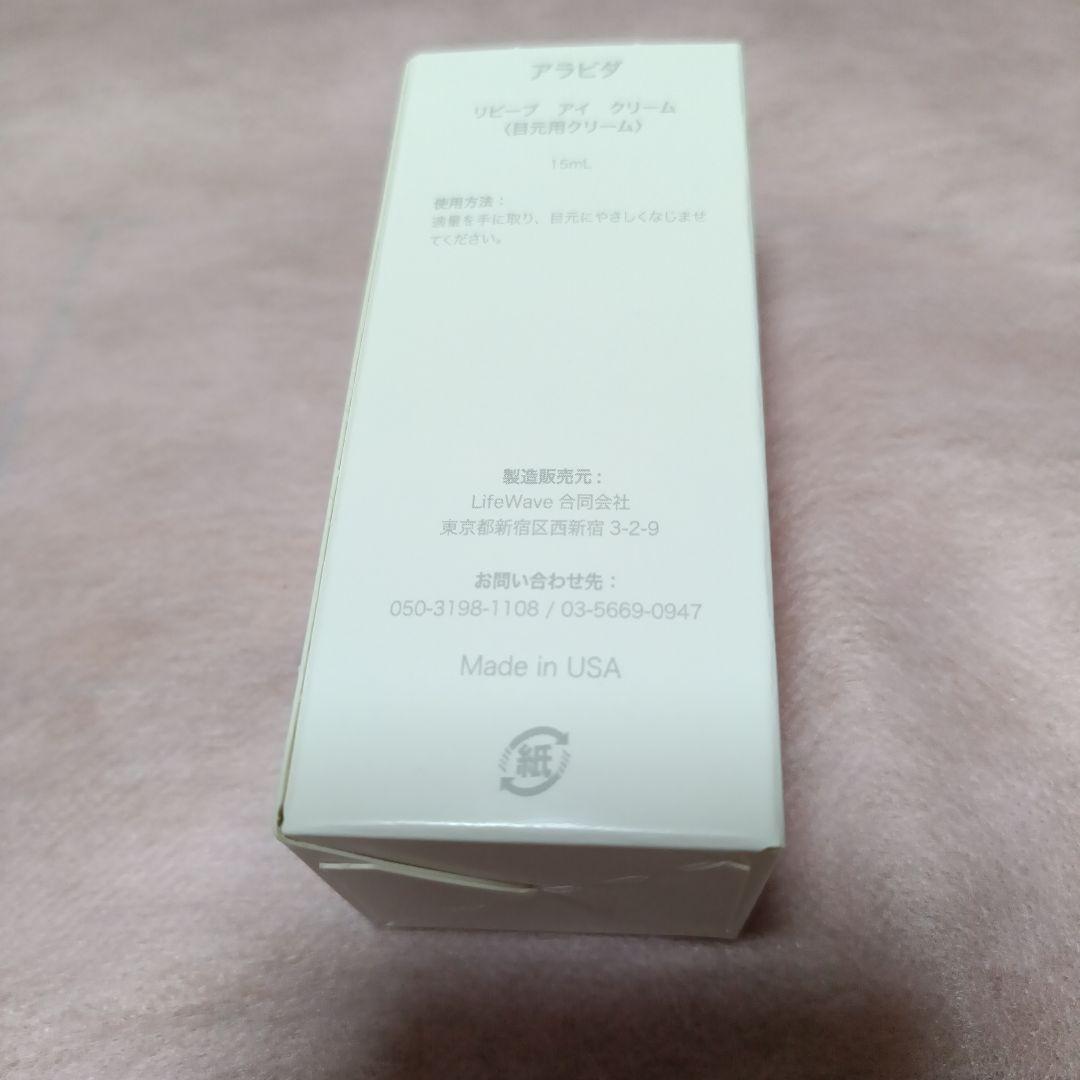 アラビダ
リビーブ アイ クリーム
（目元用クリーム）
15mL
使用方法：
適量を手に取り、目元にやさしくなじませ
てください。
製造販売元：
LifeWave 合同会社
東京都新宿区西新宿 3-2-9
お問い合わせ先：
050-3198-1108 / 03-5669-0947
Made in USA
紙